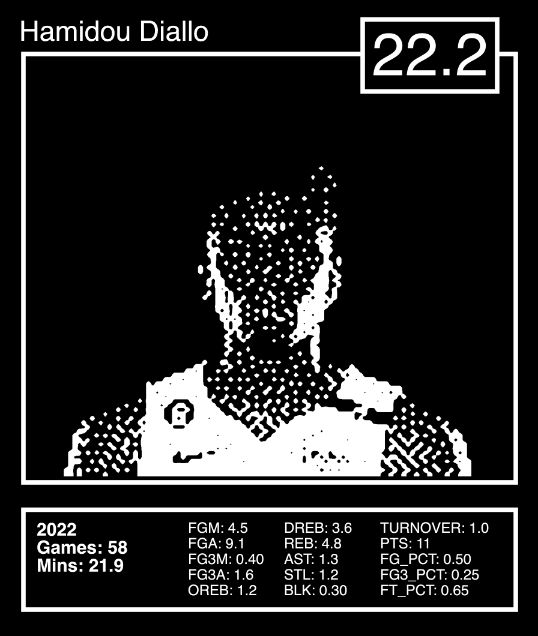 Hamidou Diallo
22.2
2022
Games: 58
Mins: 21.9
FGM: 4.5
FGA: 9.1
FG3M: 0.40
FG3A: 1.6
OREB: 1.2
DREB: 3.6
REB: 4.8
AST: 1.3
STL: 1.2
BLK: 0.30
TURNOVER: 1.0
PTS: 11
FG_PCT: 0.50
FG3_PCT: 0.25
FT_PCT: 0.65